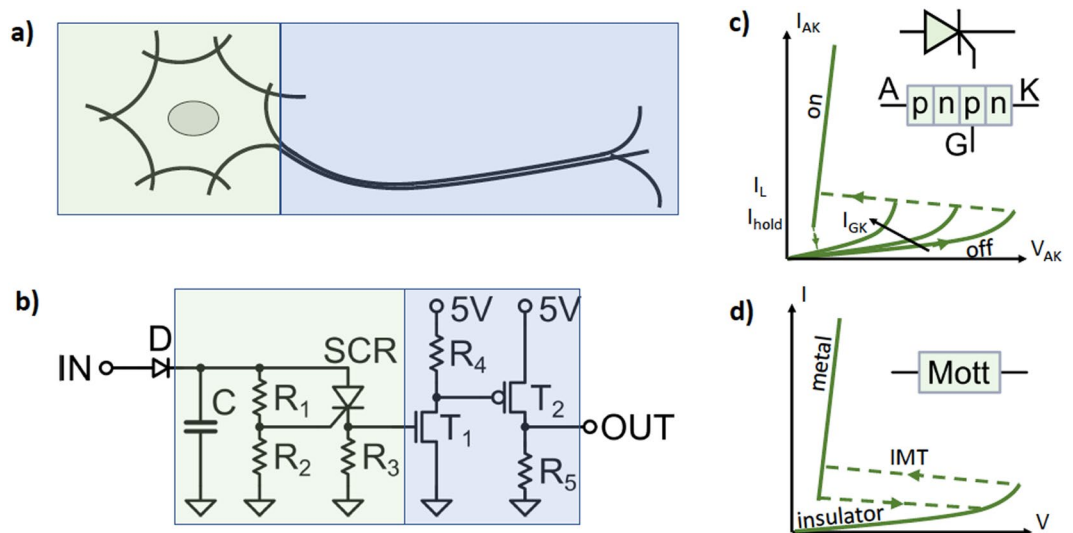 a)
b)
IN
D
C
R1
R2
SCR
R3
5V
R4
T1
5V
T2
R5
OUT
c)
IAK
on
IL
Ihold
IGK
off
VAK
A
p n p n
K
G
d)
I
metal
Mott
IMT
insulator
V